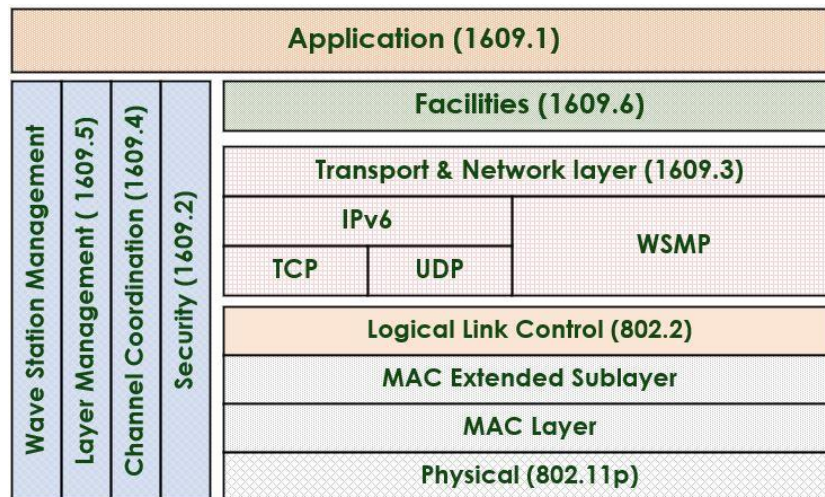 Application (1609.1)
Wave Station Management
Layer Management ( 1609.5)
Channel Coordination (1609.4)
Security (1609.2)
Facilities (1609.6)
Transport & Network layer (1609.3)
IPv6
WSMP
TCP
UDP
Logical Link Control (802.2)
MAC Extended Sublayer
MAC Layer
Physical (802.11p)